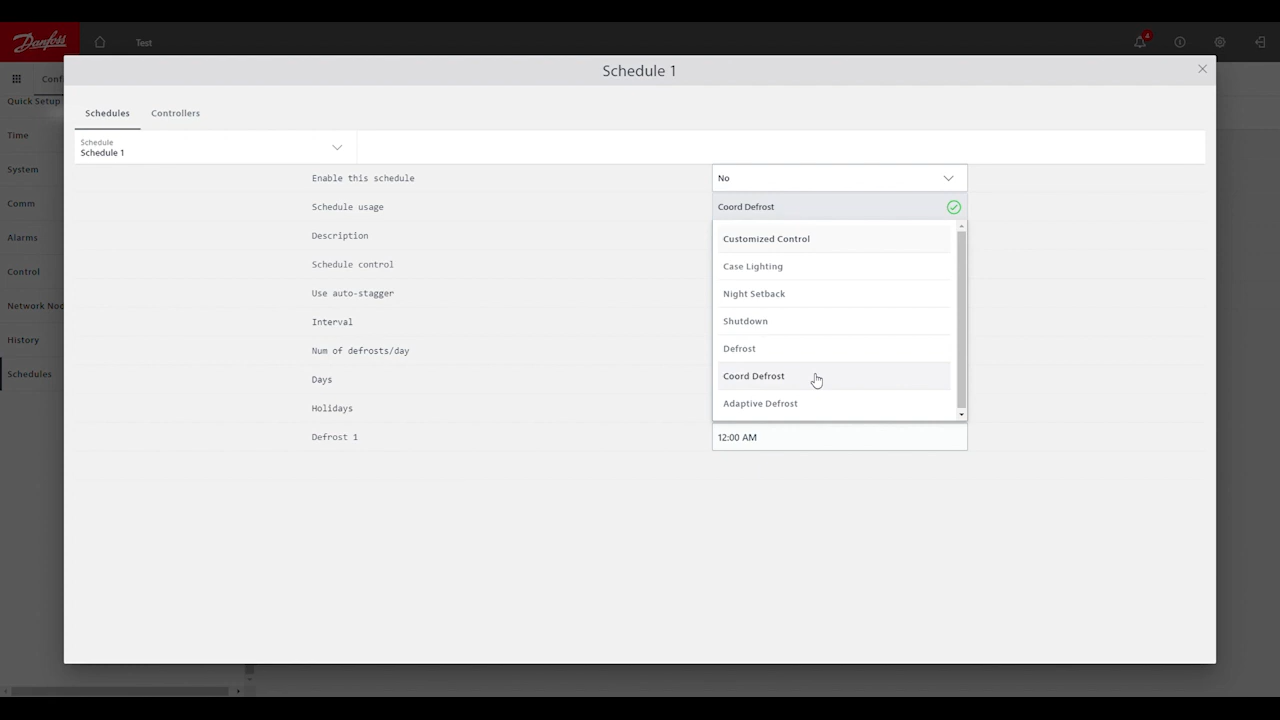 Danfoss
Test
4
Schedule 1
Conf
Quick Setup
Time
System
Comm
Alarms
Control
Network Nod
History
Schedules
Schedules
Controllers
Schedule
Schedule 1
Enable this schedule
No
Schedule usage
Coord Defrost
Description
Schedule control
Use auto-stagger
Interval
Num of defrosts/day
Days
Holidays
Defrost 1
Customized Control
Case Lighting
Night Setback
Shutdown
Defrost
Coord Defrost
Adaptive Defrost
12:00 AM